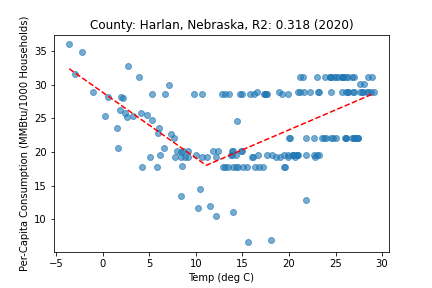 County: Harlan, Nebraska, R2: 0.318 (2020)
Per-Capita Consumption (MMBtu/1000 Households)
35
30
25
20
15
10
−5 0 5 10 15 20 25 30
Temp (deg C)